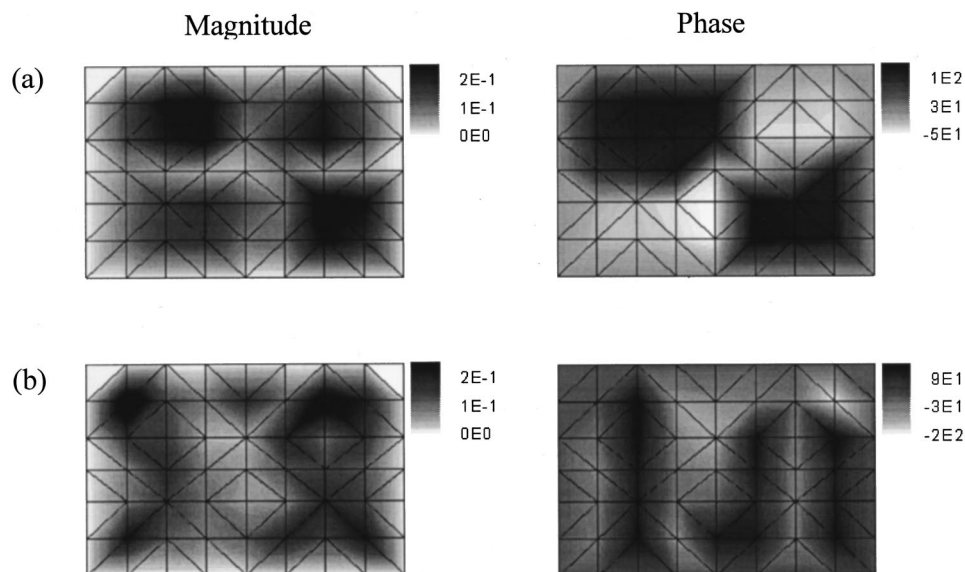 Magnitude
Phase
(a)
2E-1
1E-1
0E0
1E2
3E1
-5E1
(b)
2E-1
1E-1
0E0
9E1
-3E1
-2E2